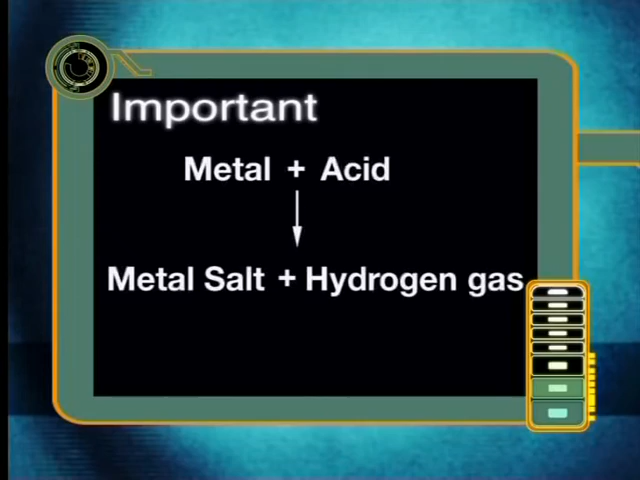 Important
Metal + Acid
Metal Salt + Hydrogen gas